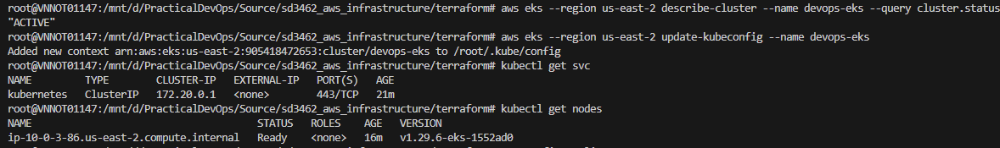 root@VNNOT01147:/mnt/d/PracticalDevOps/Source/sd3462_aws_infrastructure/terraform# aws eks --region us-east-2 describe-cluster --name devops-eks --query cluster.status
"ACTIVE"
root@VNNOT01147:/mnt/d/PracticalDevOps/Source/sd3462_aws_infrastructure/terraform# aws eks --region us-east-2 update-kubeconfig --name devops-eks
Added new context arn:aws:eks:us-east-2:905418472653:cluster/devops-eks to /root/.kube/config
root@VNNOT01147:/mnt/d/PracticalDevOps/Source/sd3462_aws_infrastructure/terraform# kubectl get svc
NAME         TYPE        CLUSTER-IP   EXTERNAL-IP   PORT(S)   AGE
kubernetes   ClusterIP   172.20.0.1   <none>        443/TCP   21m
root@VNNOT01147:/mnt/d/PracticalDevOps/Source/sd3462_aws_infrastructure/terraform# kubectl get nodes
NAME                                      STATUS   ROLES    AGE   VERSION
ip-10-0-3-86.us-east-2.compute.internal   Ready    <none>   16m   v1.29.6-eks-1552ad0